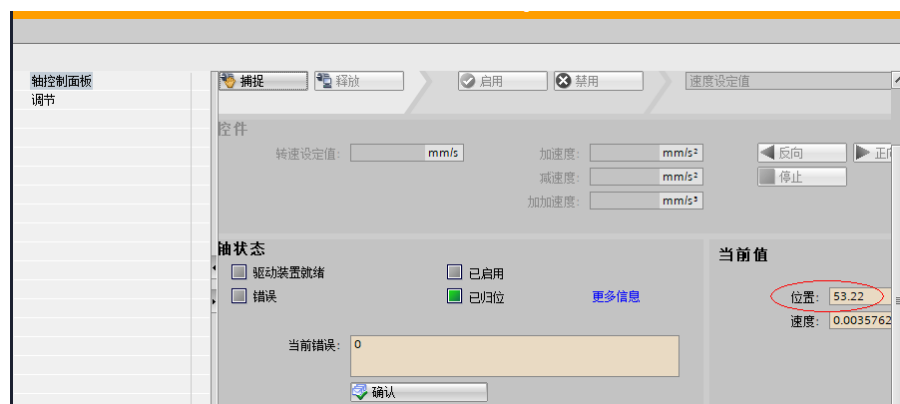 轴控制面板
调节
捕捉 释放 启用 禁用 速度设定值
控件
转速设定值: mm/s 加速度: mm/s² 反向
减速度: mm/s² 停止
加加速度: mm/s³
轴状态 当前值
驱动装置就绪 已启用
错误 已归位 更多信息 位置: 53.22
速度: 0.0035762
当前错误: 0
确认